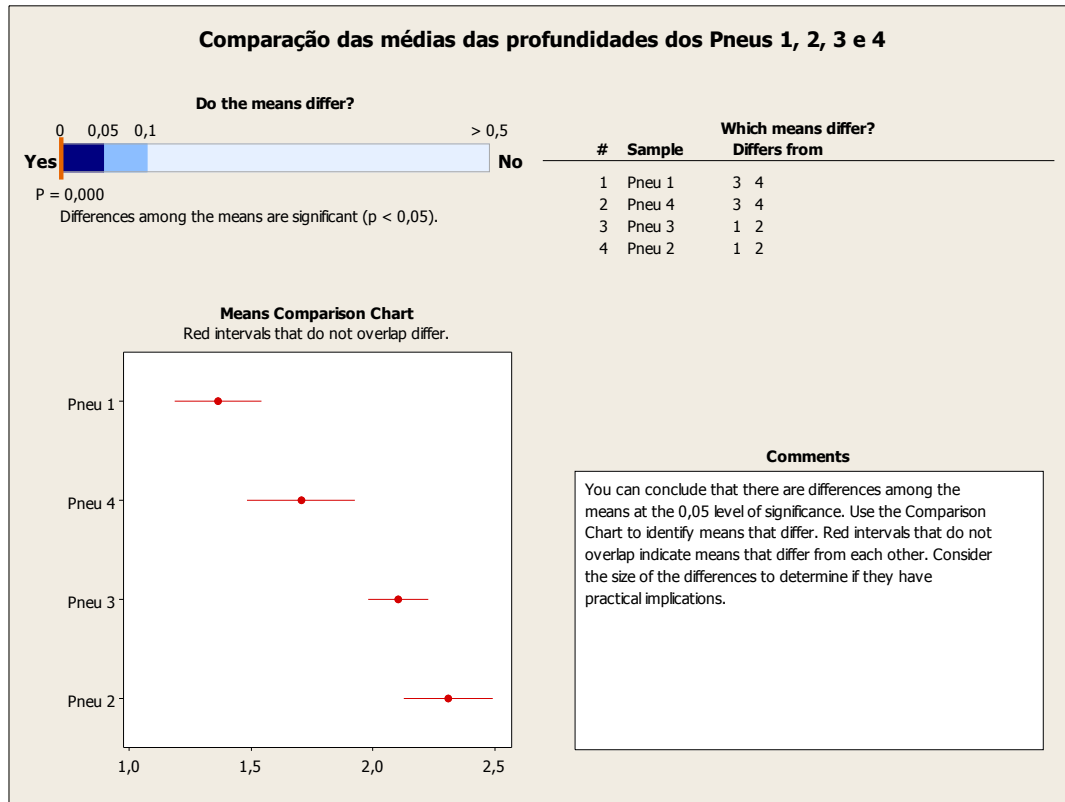 Comparação das médias das profundidades dos Pneus 1, 2, 3 e 4
Do the means differ?
0 0,05 0,1 > 0,5
Yes No
P = 0,000
Differences among the means are significant (p < 0,05).
Which means differ?
# Sample Differs from
1 Pneu 1 3 4
2 Pneu 4 3 4
3 Pneu 3 1 2
4 Pneu 2 1 2
Means Comparison Chart
Red intervals that do not overlap differ.
Pneu 1
Pneu 4
Pneu 3
Pneu 2
1,0 1,5 2,0 2,5
Comments
You can conclude that there are differences among the
means at the 0,05 level of significance. Use the Comparison
Chart to identify means that differ. Red intervals that do not
overlap indicate means that differ from each other. Consider
the size of the differences to determine if they have
practical implications.